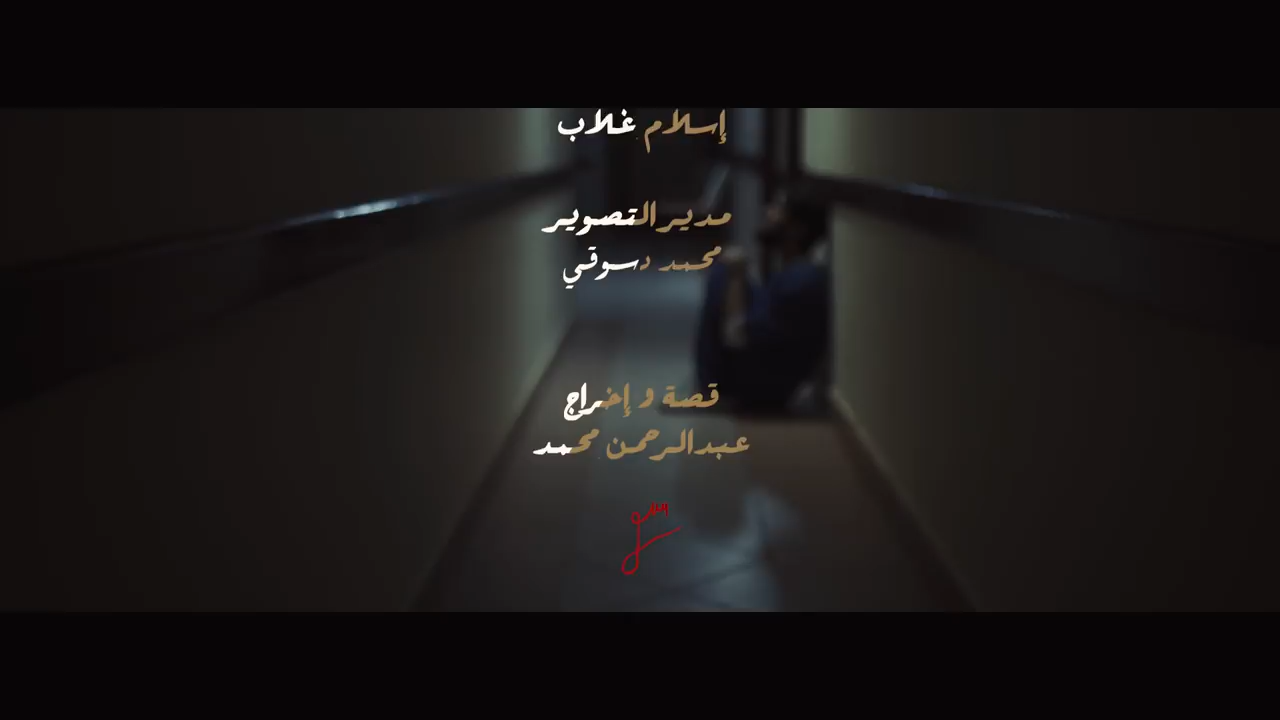 إسلام غلاب
مدير التصوير
محمد دسوقي
قصة و إخراج
عبدالرحمن محمد